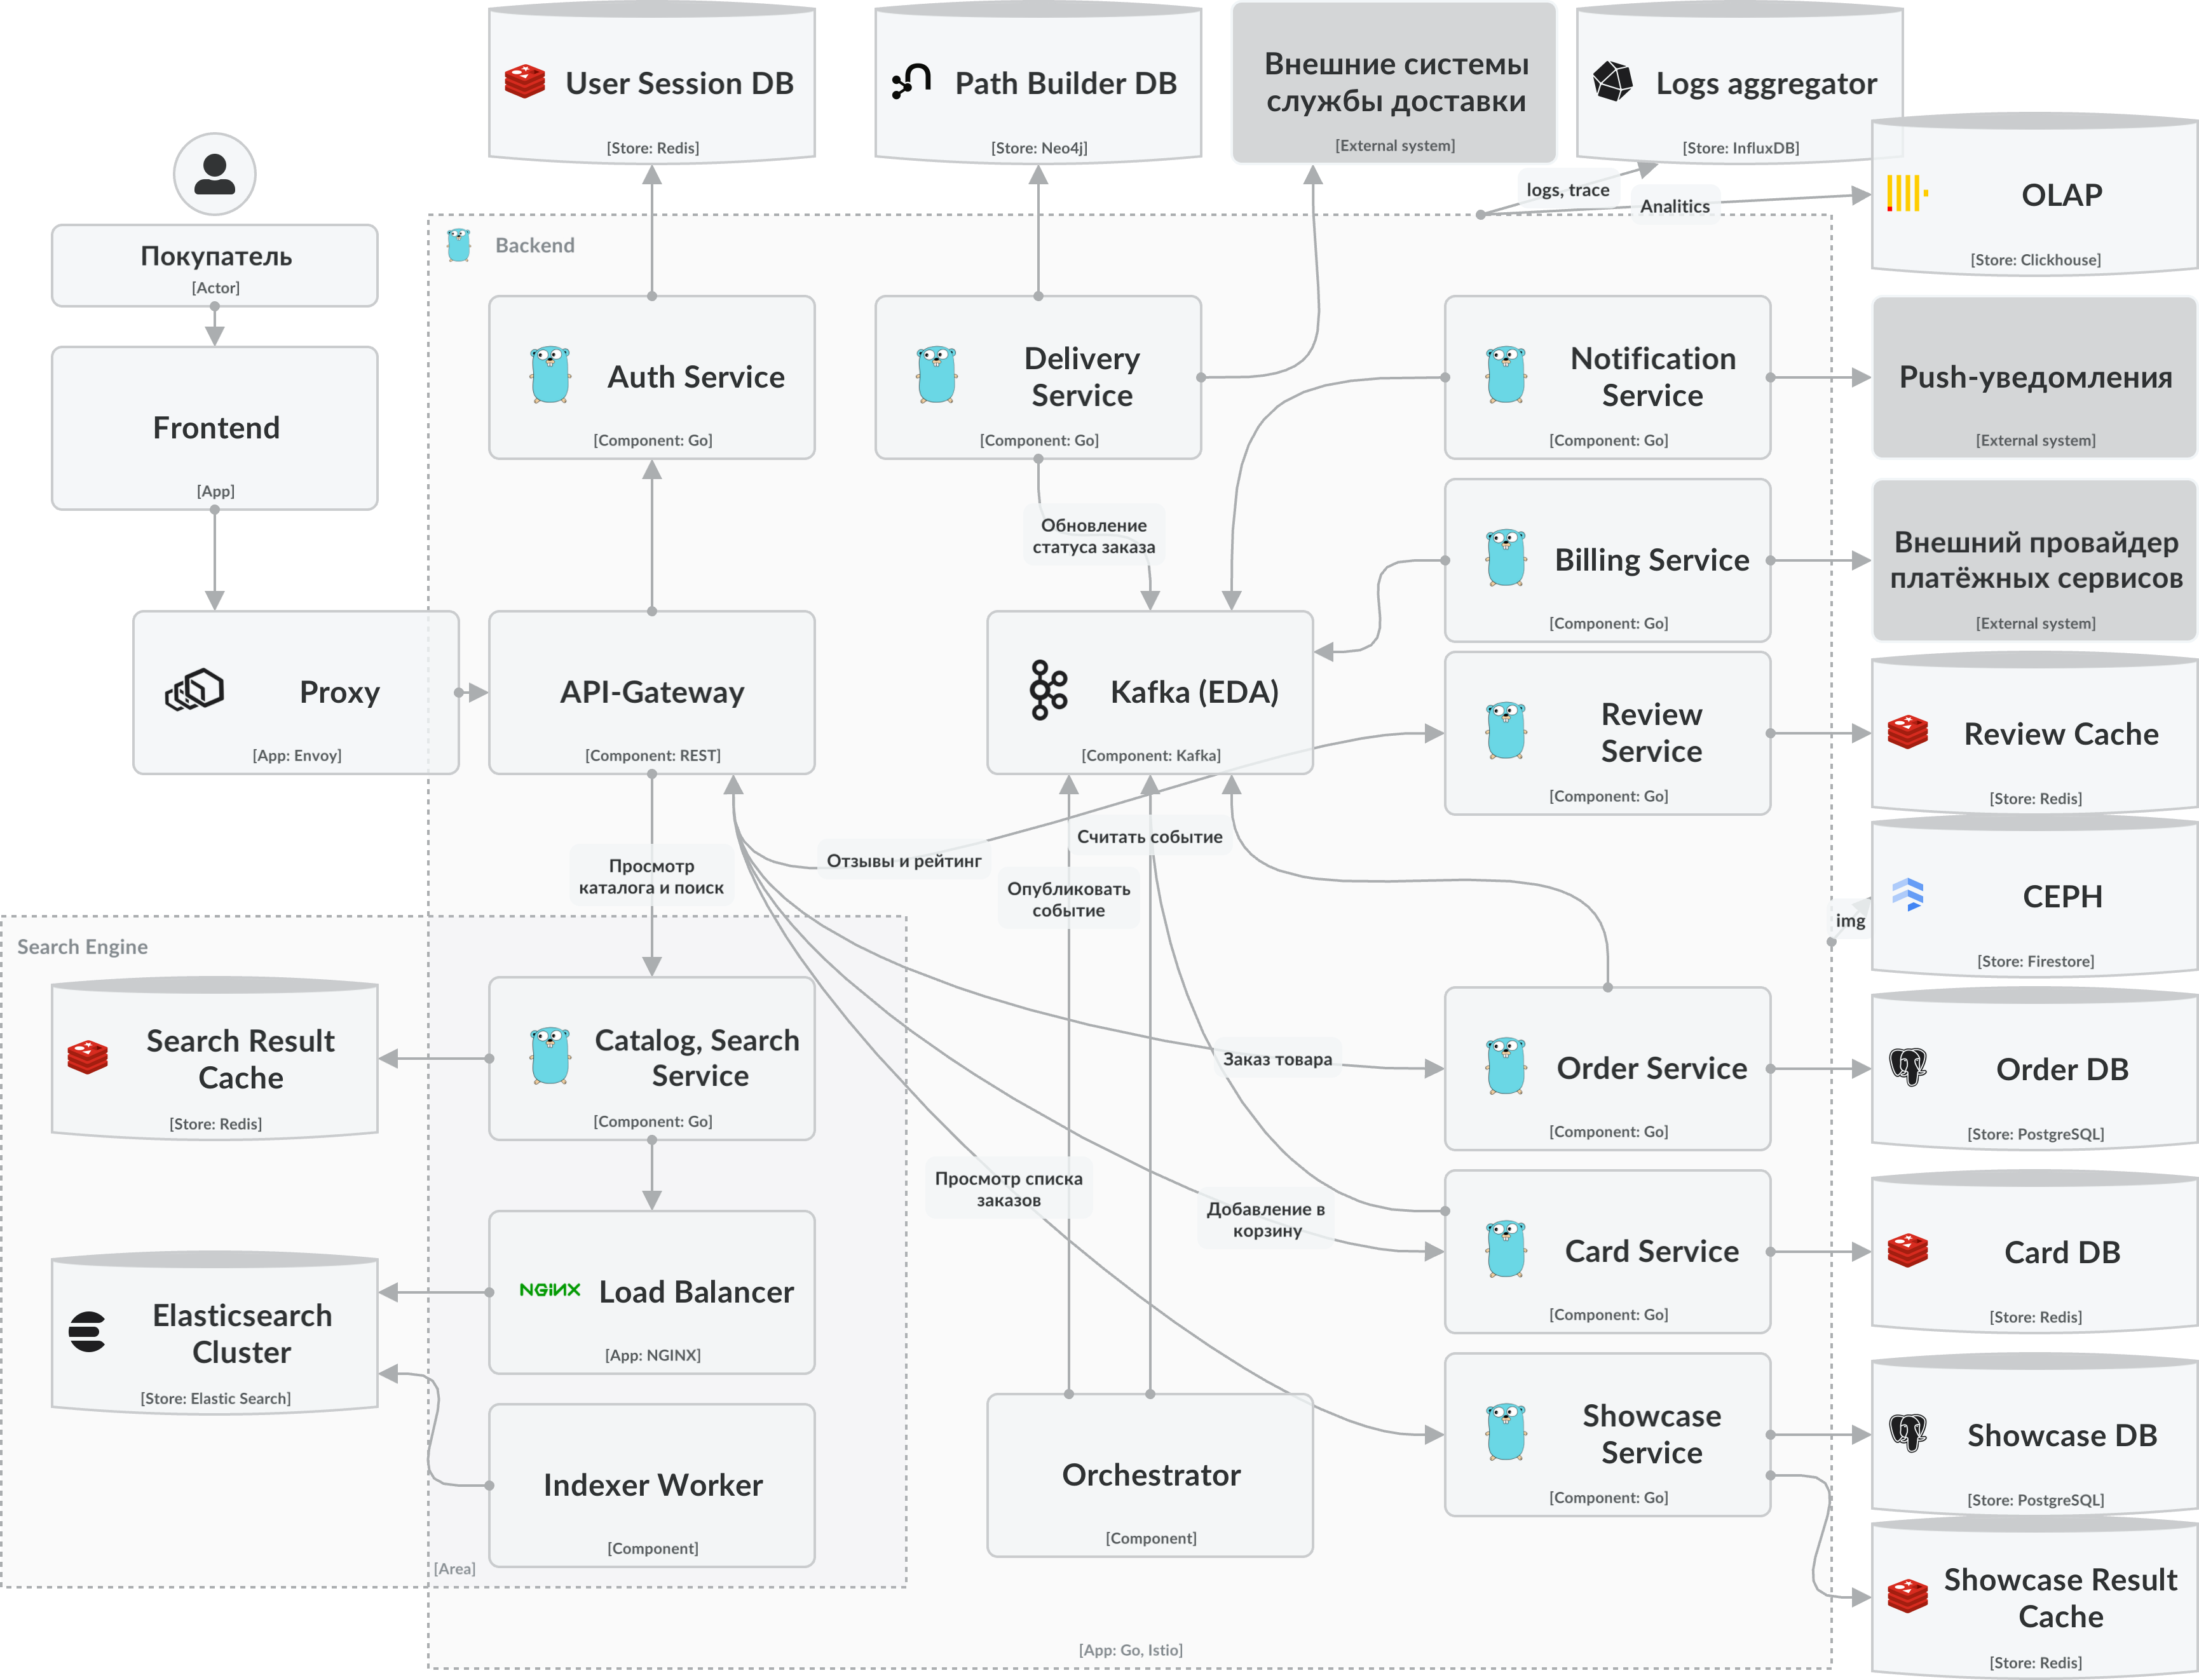 User Session DB
[Store: Redis]
Path Builder DB
[Store: Neo4j]
Внешние системы
службы доставки
[External system]
Logs aggregator
[Store: InfluxDB]
OLAP
[Store: Clickhouse]
logs, trace
Analitics
Покупатель
[Actor]
Backend
Frontend
[App]
Auth Service
[Component: Go]
Delivery
Service
[Component: Go]
Notification
Service
[Component: Go]
Push-уведомления
[External system]
Обновление
статуса заказа
Billing Service
[Component: Go]
Внешний провайдер
платёжных сервисов
[External system]
Proxy
[App: Envoy]
API-Gateway
[Component: REST]
Kafka (EDA)
[Component: Kafka]
Review
Service
[Component: Go]
Review Cache
[Store: Redis]
Просмотр
каталога и поиск
Отзывы и рейтинг
Считать событие
Опубликовать
событие
img
CEPH
[Store: Firestore]
Search Engine
Search Result
Cache
[Store: Redis]
Catalog, Search
Service
[Component: Go]
Заказ товара
Order Service
[Component: Go]
Order DB
[Store: PostgreSQL]
Просмотр списка
заказов
Добавление в
корзину
Card Service
[Component: Go]
Card DB
[Store: Redis]
Elasticsearch
Cluster
[Store: Elastic Search]
NGINX
Load Balancer
[App: NGINX]
Indexer Worker
[Component]
[Area]
Orchestrator
[Component]
Showcase
Service
[Component: Go]
Showcase DB
[Store: PostgreSQL]
Showcase Result
Cache
[Store: Redis]
[App: Go, Istio]